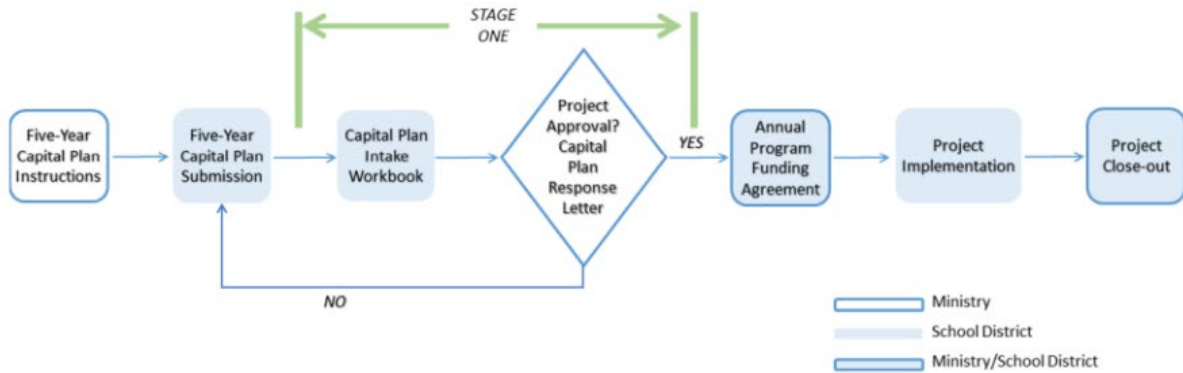 STAGE
ONE
Five-Year
Capital Plan
Instructions
Five-Year
Capital Plan
Submission
Capital Plan
Intake
Workbook
Project
Approval?
Capital
Plan
Response
Letter
YES
Annual
Program
Funding
Agreement
Project
Implementation
Project
Close-out
NO
Ministry
School District
Ministry/School District